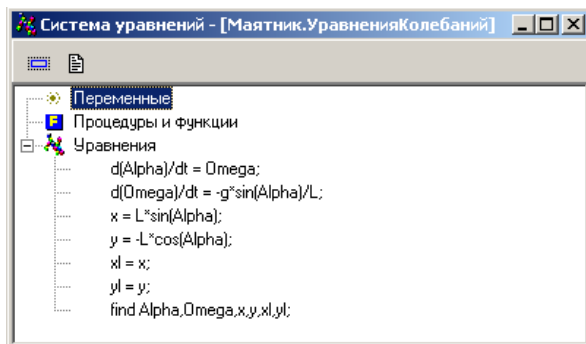 Система уравнений - [Маятник.УравненияКолебаний]
Переменные
F Процедуры и функции
Уравнения
d(Alpha)/dt = Omega;
d(Omega)/dt = -g*sin(Alpha)/L;
x = L*sin(Alpha);
y = -L*cos(Alpha);
xl = x;
yl = y;
find Alpha,Omega,x,y,xl,yl;